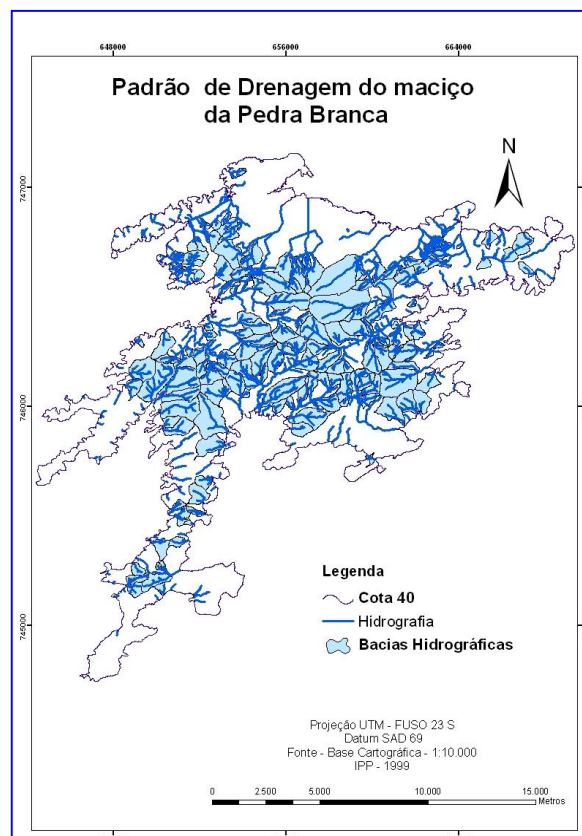 648000 656000 664000
Padrão de Drenagem do maciço
da Pedra Branca
N
747000
746000
745000
Legenda
Cota 40
Hidrografia
Bacias Hidrográficas
Projeção UTM - FUSO 23 S
Datum SAD 69
Fonte - Base Cartográfica - 1:10.000
IPP - 1999
0 2.500 5.000 10.000 15.000
Metros